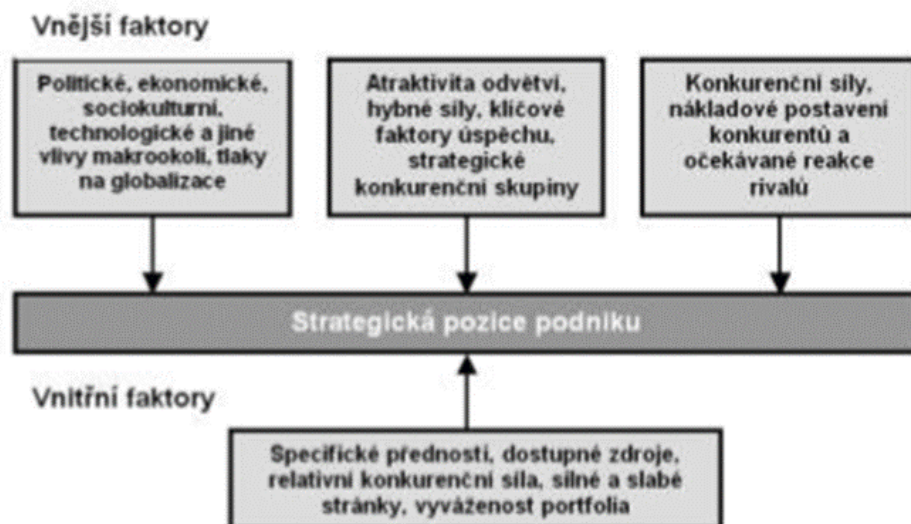 Vnější faktory
Politické, ekonomické,
sociokulturní,
technologické a jiné
vlivy makrookolí, tlaky
na globalizace
Atraktivita odvětví,
hybné síly, klíčové
faktory úspěchu,
strategické
konkurenční skupiny
Konkurenční síly,
nákladové postavení
konkurentů a
očekávané reakce
rivalů
Strategická pozice podniku
Vnitřní faktory
Specifické přednosti, dostupné zdroje,
relativní konkurenční síla, silné a slabé
stránky, vyváženost portfolia